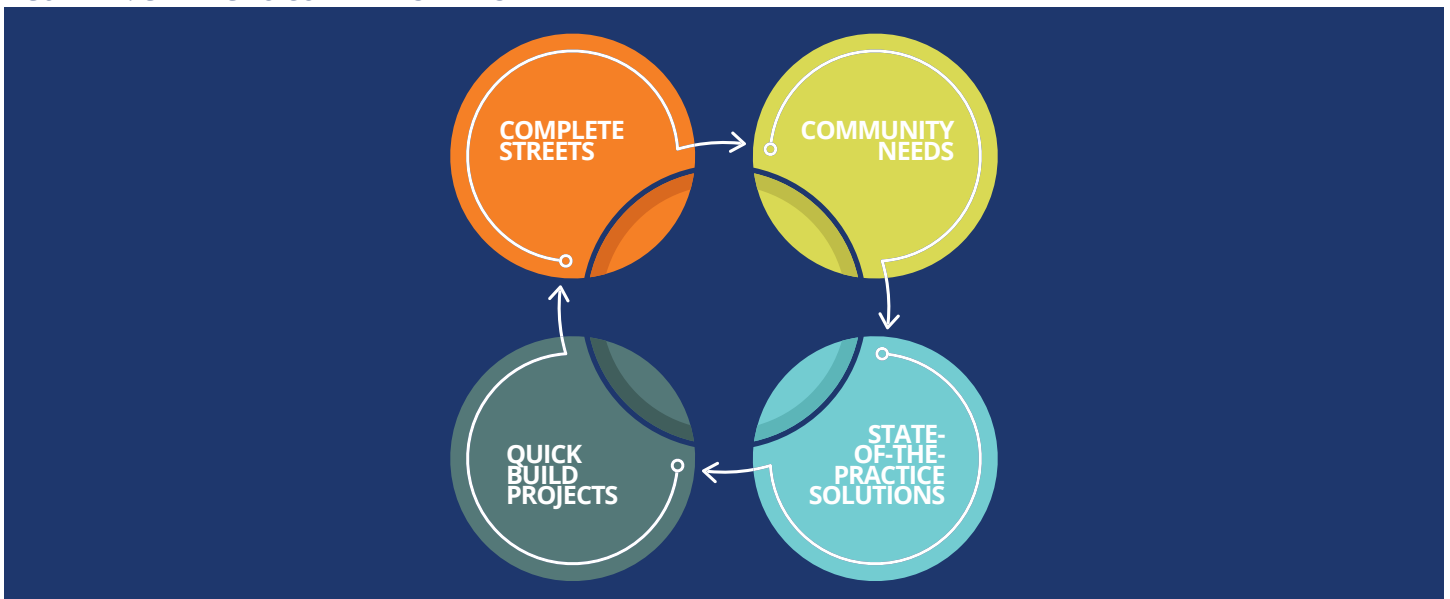 COMPLETE
STREETS
COMMUNITY
NEEDS
STATE-
OF-THE-
PRACTICE
SOLUTIONS
QUICK
BUILD
PROJECTS